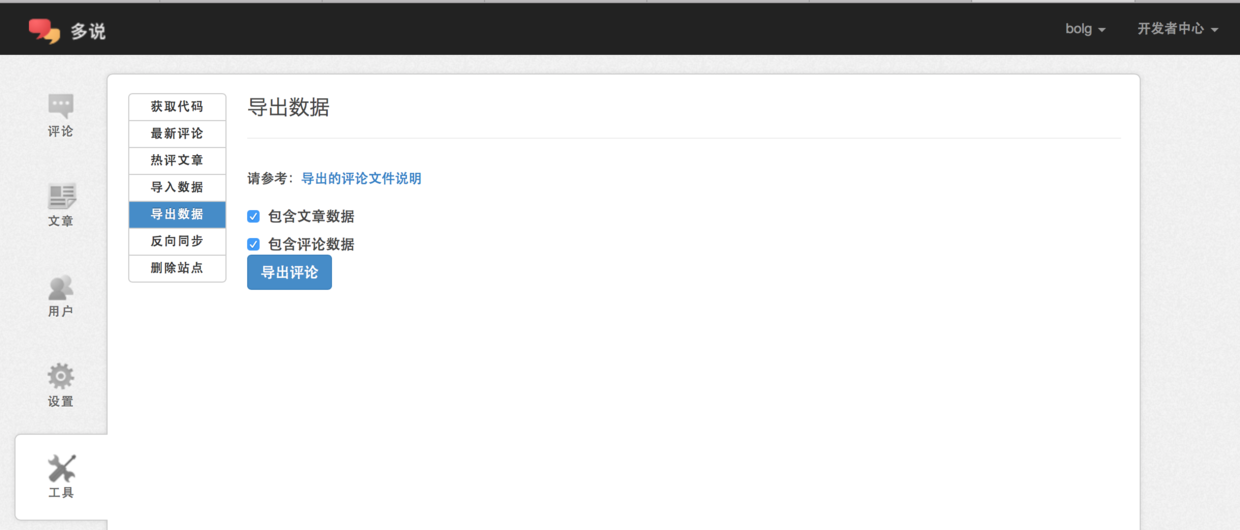 多说
bolg
开发者中心
评论
文章
用户
设置
工具
获取代码
最新评论
热评文章
导入数据
导出数据
反向同步
删除站点
导出数据
请参考：导出的评论文件说明
包含文章数据
包含评论数据
导出评论